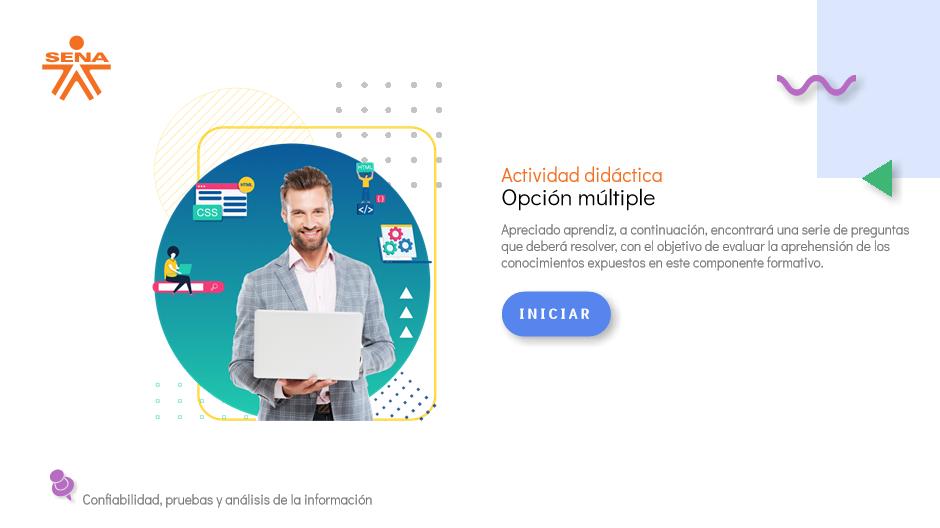 SENA
HTML
HTML
CSS
</>
Actividad didáctica
Opción múltiple
Apreciado aprendiz, a continuación, encontrará una serie de preguntas
que deberá resolver, con el objetivo de evaluar la aprehensión de los
conocimientos expuestos en este componente formativo.
INICIAR
Confiabilidad, pruebas y análisis de la información